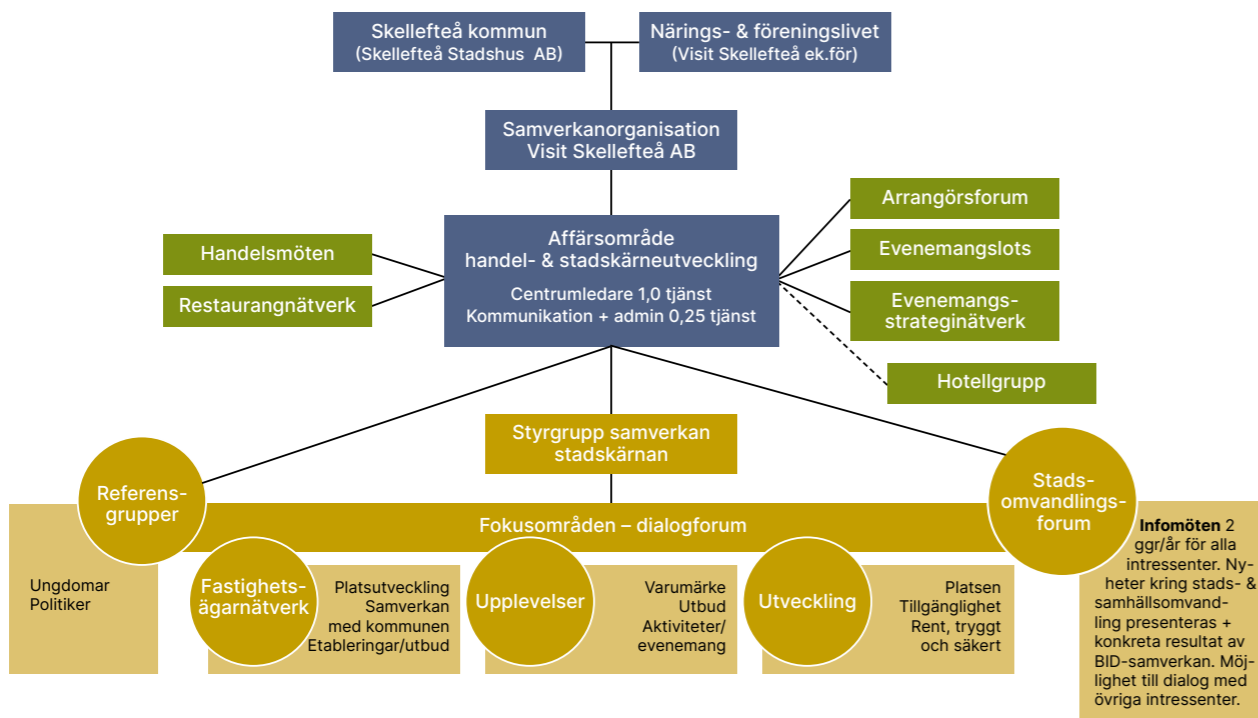 Skellefteå kommun
(Skellefteå Stadshus AB)
Närings- & föreningslivet
(Visit Skellefteå ek.för)
Samverkanorganisation
Visit Skellefteå AB
Affärsområde
handel- & stadskärneutveckling
Centrumledare 1,0 tjänst
Kommunikation + admin 0,25 tjänst
Handelsmöten
Restaurangnätverk
Arrangörsforum
Evenemangslots
Evenemangs-
strateginätverk
Hotellgrupp
Styrgrupp samverkan
stadskärnan
Referens-
grupper
Stads-
omvandlings-
forum
Fokusområden – dialogforum
Ungdomar
Politiker
Fastighets-
ägarnätverk
Platsutveckling
Samverkan
med kommunen
Etableringar/utbud
Upplevelser
Varumärke
Utbud
Aktiviteter/
evenemang
Utveckling
Platsen
Tillgänglighet
Rent, tryggt
och säkert
Infomöten 2
ggr/år för alla
intressenter. Ny-
heter kring stads- &
samhällsomvand-
ling presenteras +
konkreta resultat av
BID-samverkan. Möj-
lighet till dialog med
övriga intressenter.